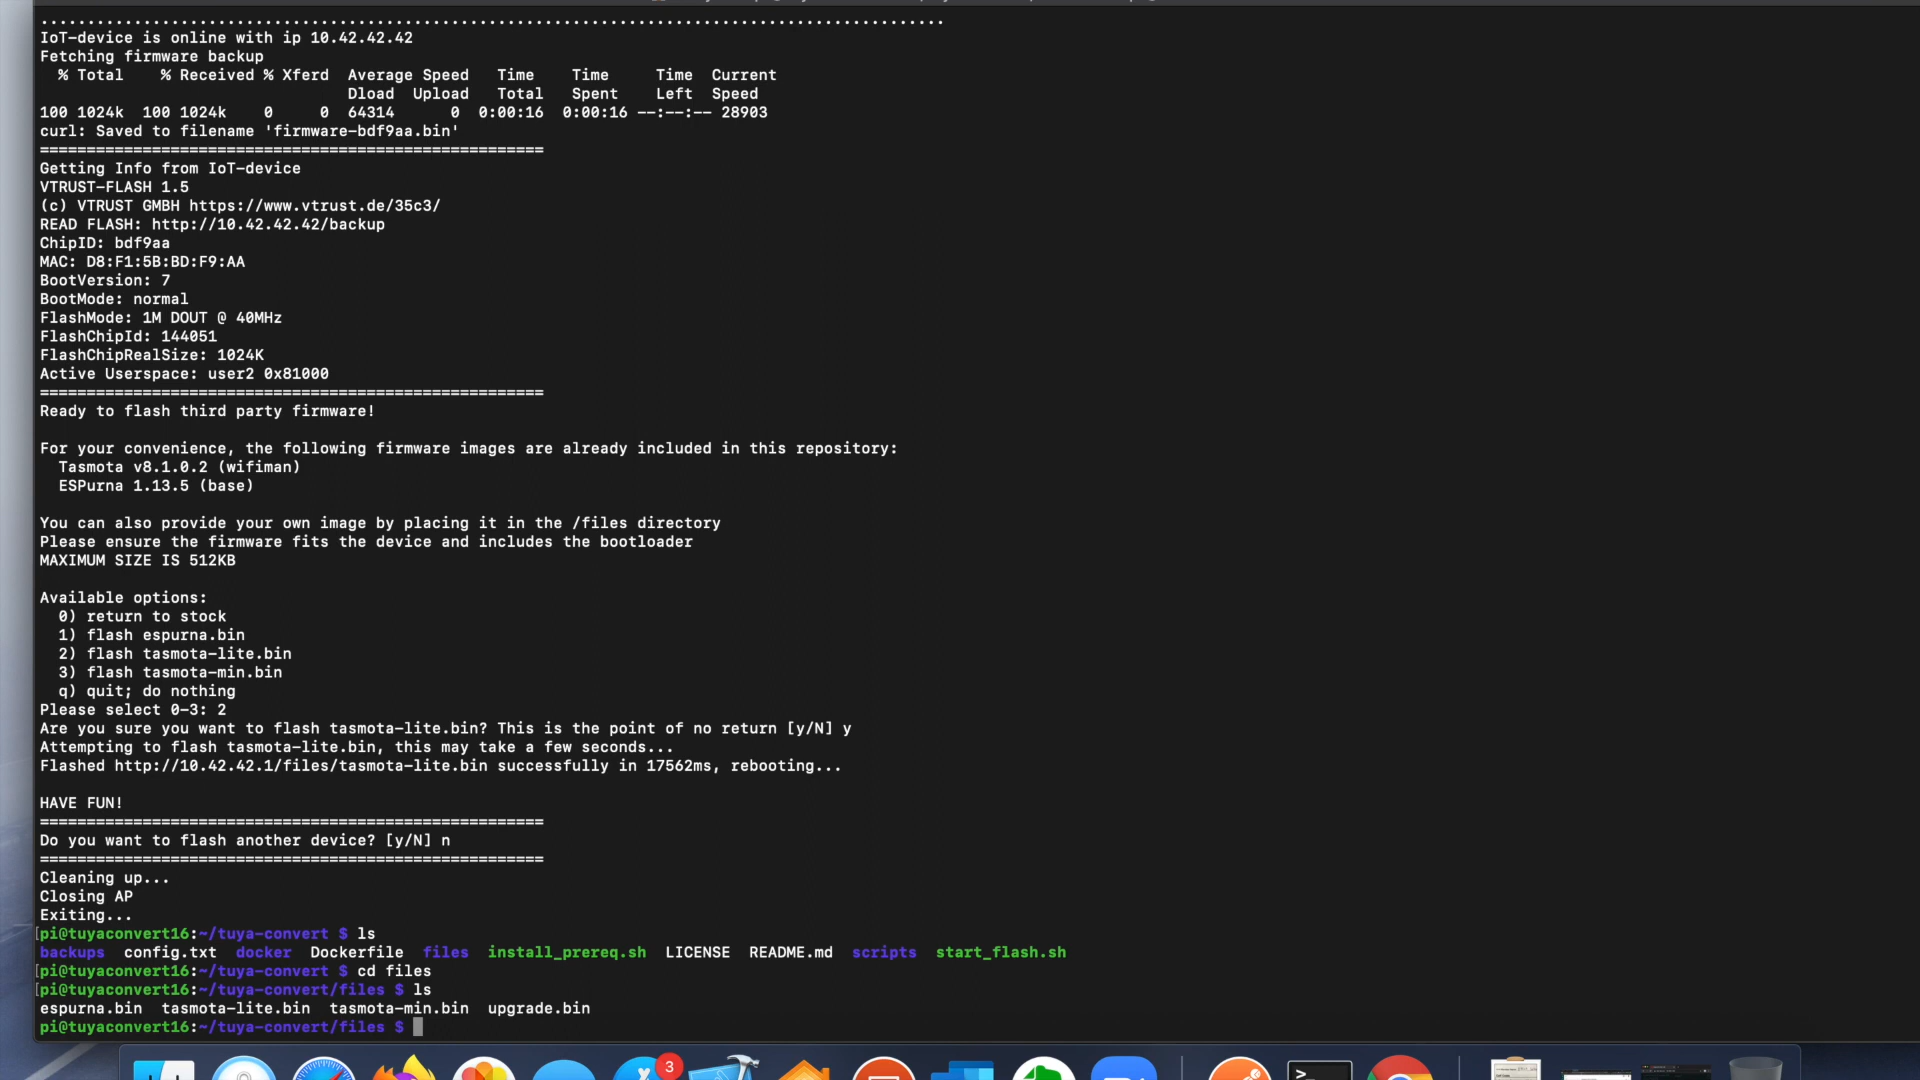 IoT-device is online with ip 10.42.42.42
Fetching firmware backup
  % Total    % Received % Xferd  Average Speed   Time    Time     Time  Current
                                 Dload  Upload   Total   Spent    Left  Speed
100 1024k  100 1024k    0     0  64314      0  0:00:16  0:00:16 --:--:-- 28903
curl: Saved to filename 'firmware-bdf9aa.bin'
======================================================
Getting Info from IoT-device
VTRUST-FLASH 1.5
(c) VTRUST GMBH https://www.vtrust.de/35c3/
READ FLASH: http://10.42.42.42/backup
ChipID: bdf9aa
MAC: D8:F1:5B:BD:F9:AA
BootVersion: 7
BootMode: normal
FlashMode: 1M DOUT @ 40MHz
FlashChipId: 144051
FlashChipRealSize: 1024K
Active Userspace: user2 0x81000
======================================================
Ready to flash third party firmware!
For your convenience, the following firmware images are already included in this repository:
  Tasmota v8.1.0.2 (wifiman)
  ESPurna 1.13.5 (base)
You can also provide your own image by placing it in the /files directory
Please ensure the firmware fits the device and includes the bootloader
MAXIMUM SIZE IS 512KB
Available options:
  0) return to stock
  1) flash espurna.bin
  2) flash tasmota-lite.bin
  3) flash tasmota-min.bin
  q) quit; do nothing
Please select 0-3: 2
Are you sure you want to flash tasmota-lite.bin? This is the point of no return [y/N] y
Attempting to flash tasmota-lite.bin, this may take a few seconds...
Flashed http://10.42.42.1/files/tasmota-lite.bin successfully in 17562ms, rebooting...
HAVE FUN!
======================================================
Do you want to flash another device? [y/N] n
======================================================
Cleaning up...
Closing AP
Exiting...
[pi@tuyaconvert16:~/tuya-convert $ ls
backups  config.txt  docker  Dockerfile  files  install_prereq.sh  LICENSE  README.md  scripts  start_flash.sh
[pi@tuyaconvert16:~/tuya-convert $ cd files
[pi@tuyaconvert16:~/tuya-convert/files $ ls
espurna.bin  tasmota-lite.bin  tasmota-min.bin  upgrade.bin
pi@tuyaconvert16:~/tuya-convert/files $
3